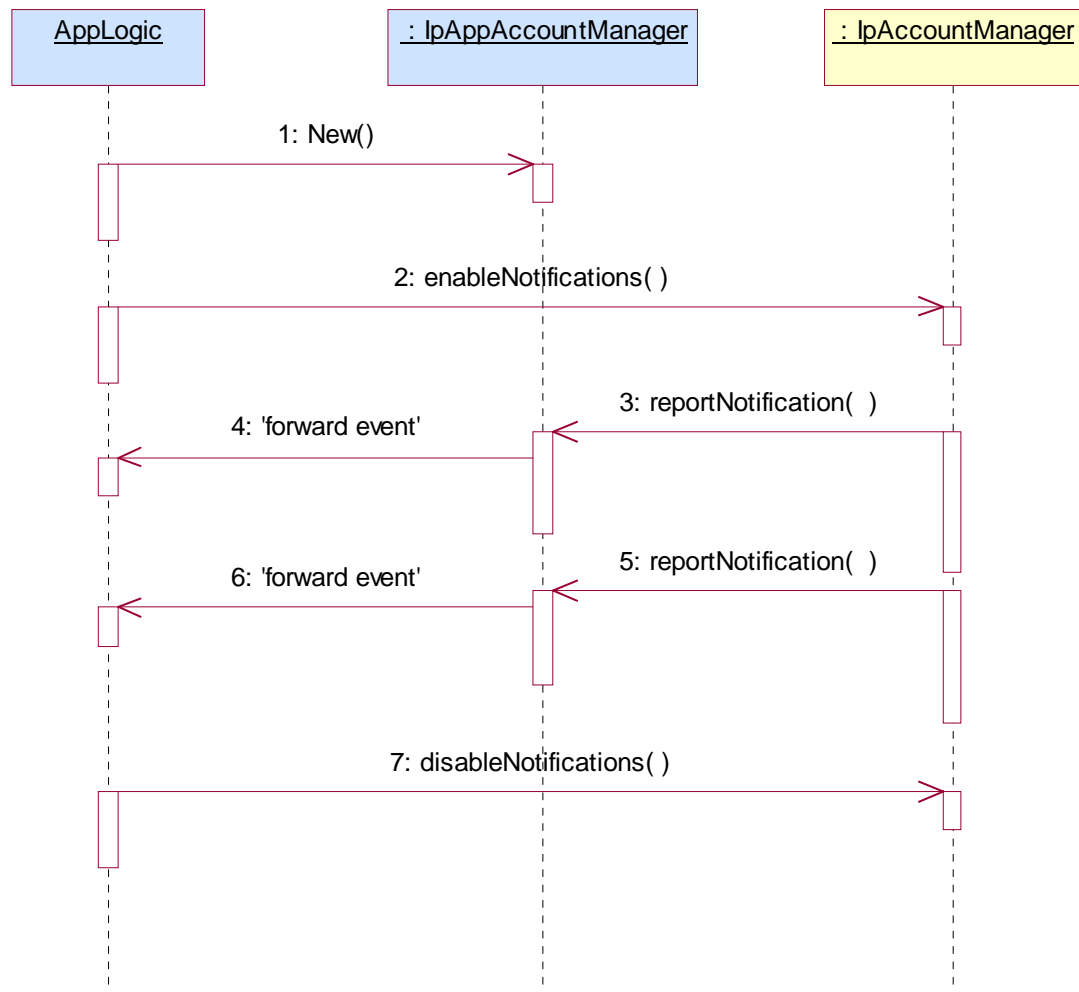 AppLogic
: IpAppAccountManager
: IpAccountManager
1: New()
2: enableNotifications( )
3: reportNotification(  )
4: 'forward event'
5: reportNotification(  )
6: 'forward event'
7: disableNotifications( )